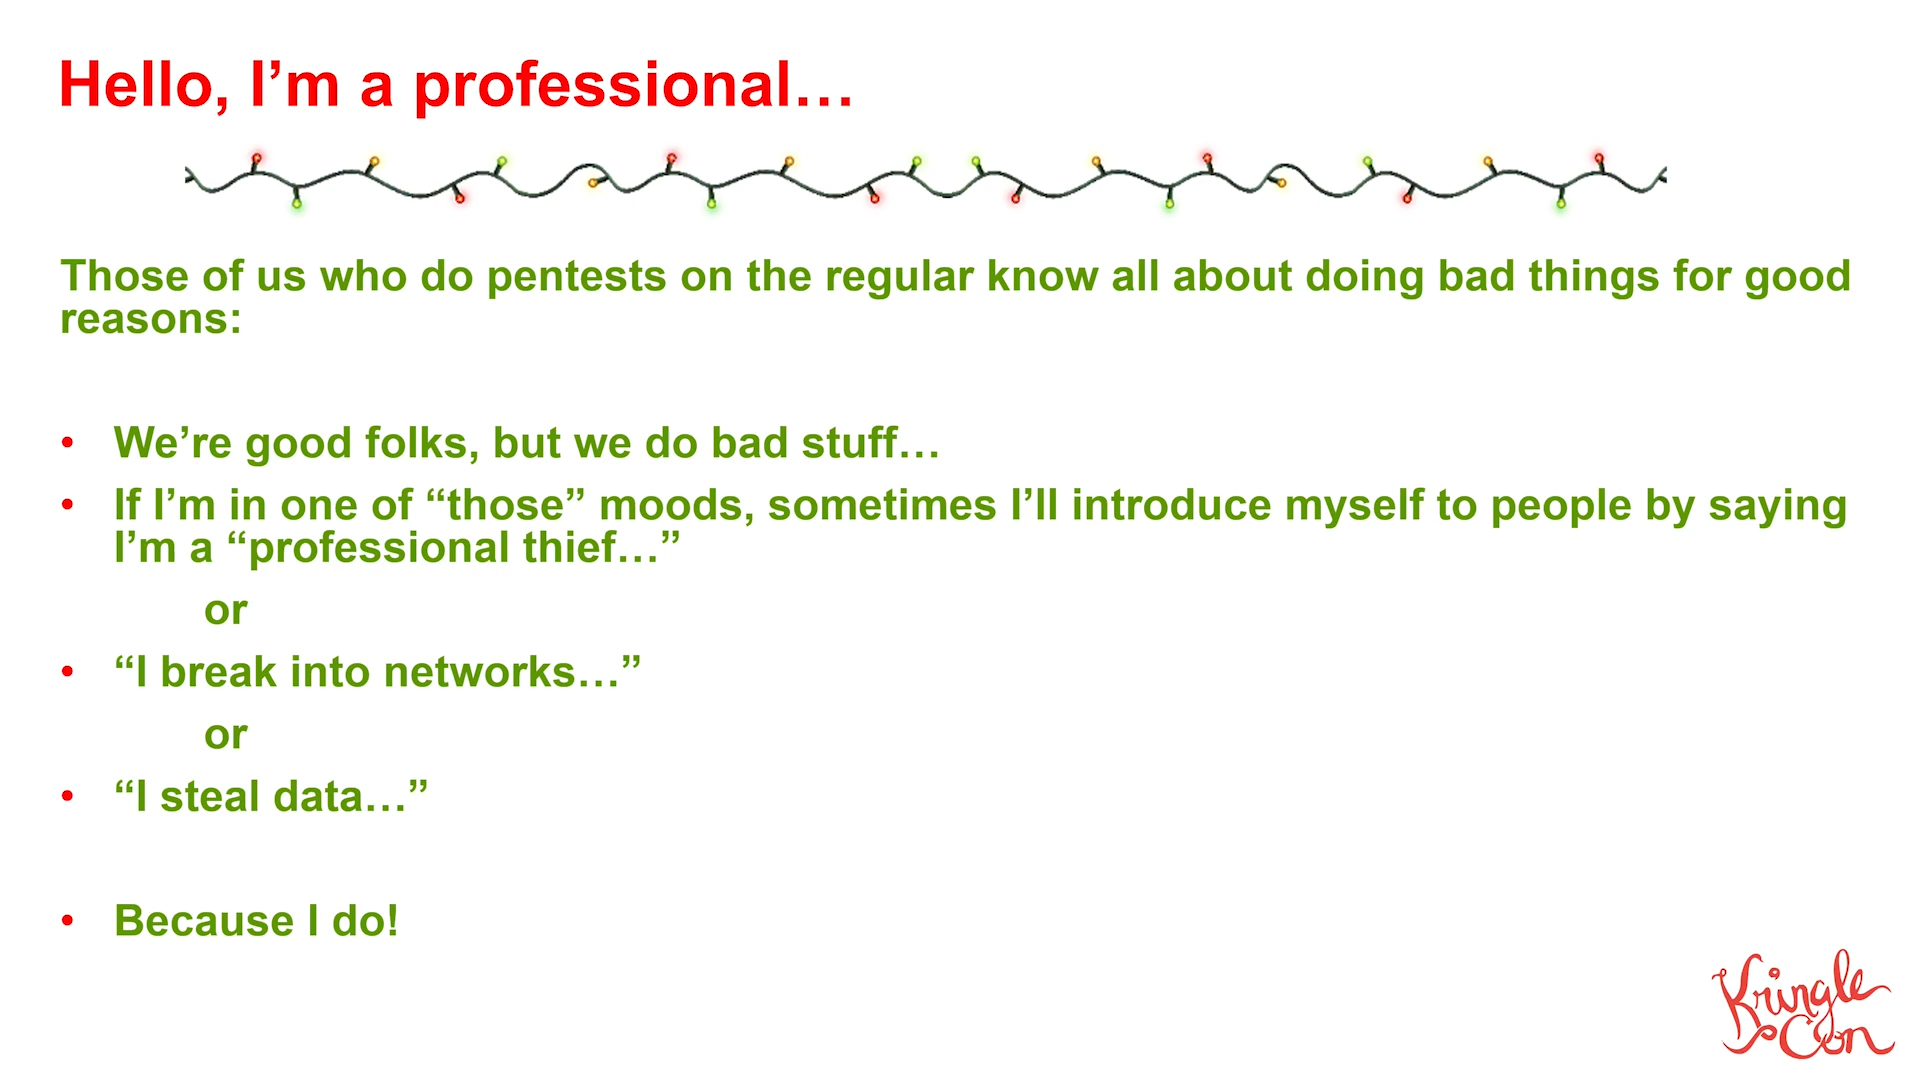 Hello, I’m a professional…
Those of us who do pentests on the regular know all about doing bad things for good
reasons:
• We’re good folks, but we do bad stuff…
• If I’m in one of “those” moods, sometimes I’ll introduce myself to people by saying
I’m a “professional thief…”
or
• “I break into networks…”
or
• “I steal data…”
• Because I do!
Kringle
Con